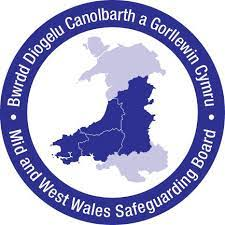 Bwrdd Diogelu Canolbarth a Gorllewin Cymru
Mid and West Wales Safeguarding Board